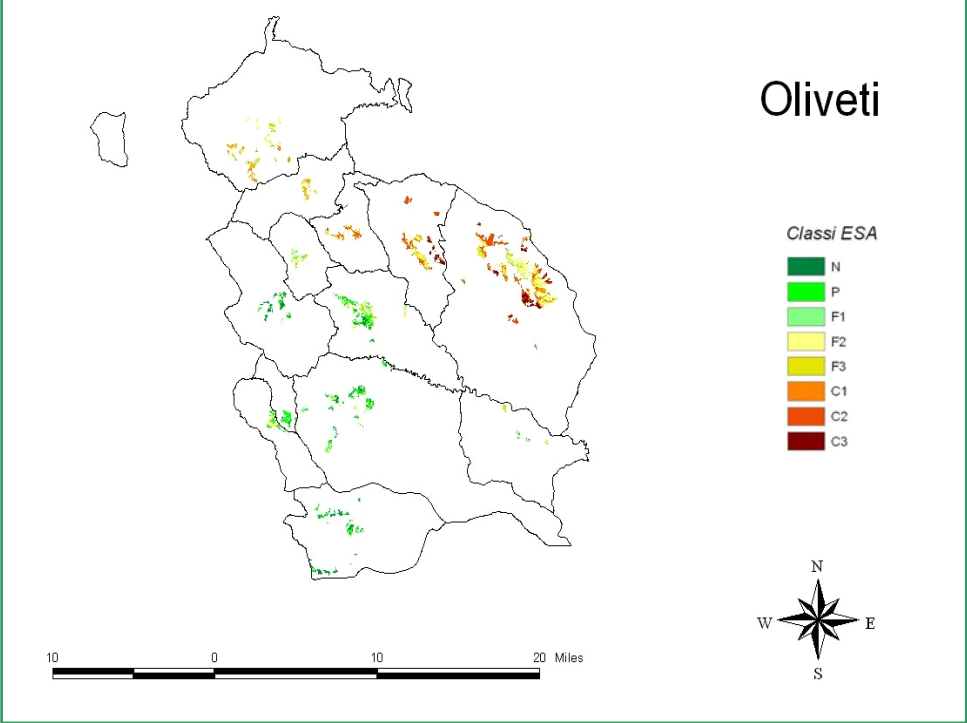 Oliveti
Classi ESA
N
P
F1
F2
F3
C1
C2
C3
N
W E
S
10 0 10 20 Miles